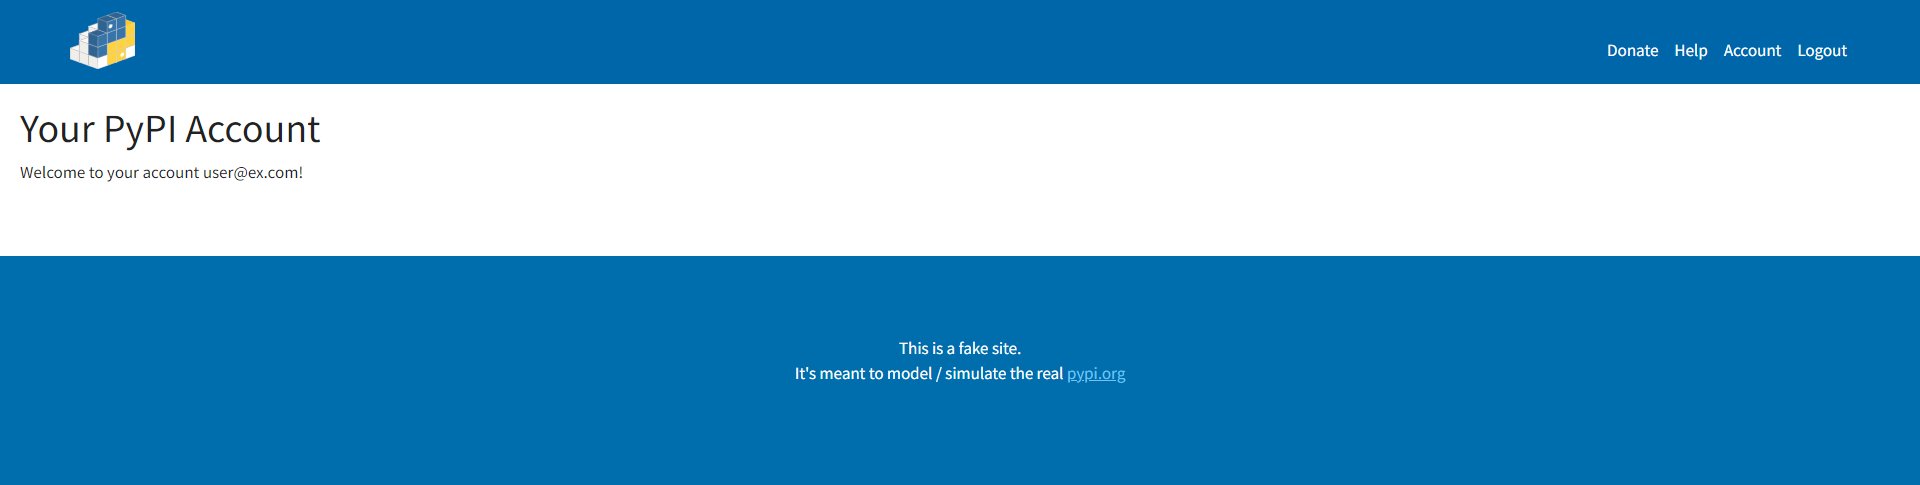 Donate Help Account Logout
Your PyPI Account
Welcome to your account user@ex.com!
This is a fake site.
It's meant to model / simulate the real pypi.org